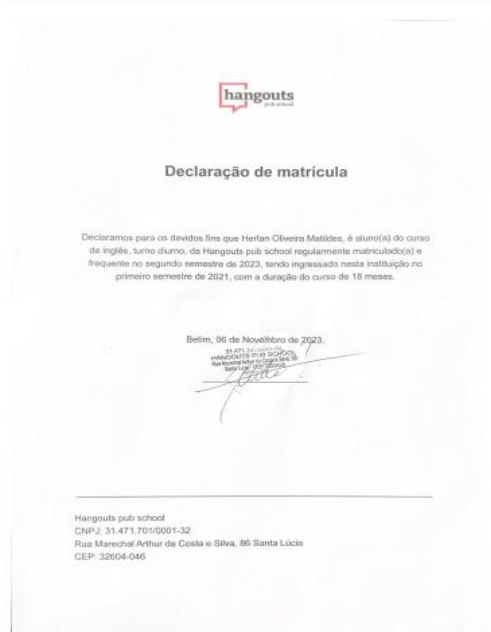 hangouts
pub school
Declaração de matrícula
Declaramos para os devidos fins que Herlan Oliveira Matildes, é aluno(a) do curso
de inglês, turno diurno, da Hangouts pub school regularmente matriculado(a) e
frequente no segundo semestre de 2023, tendo ingressado nesta instituição no
primeiro semestre de 2021, com a duração do curso de 18 meses.
Betim, 06 de Novembro de 2023.
HANGOUTS PUB SCHOOL
Hangouts pub school
CNPJ: 31.471.701/0001-32
Rua Marechal Arthur da Costa e Silva, 86 Santa Lúcia
CEP: 32604-046